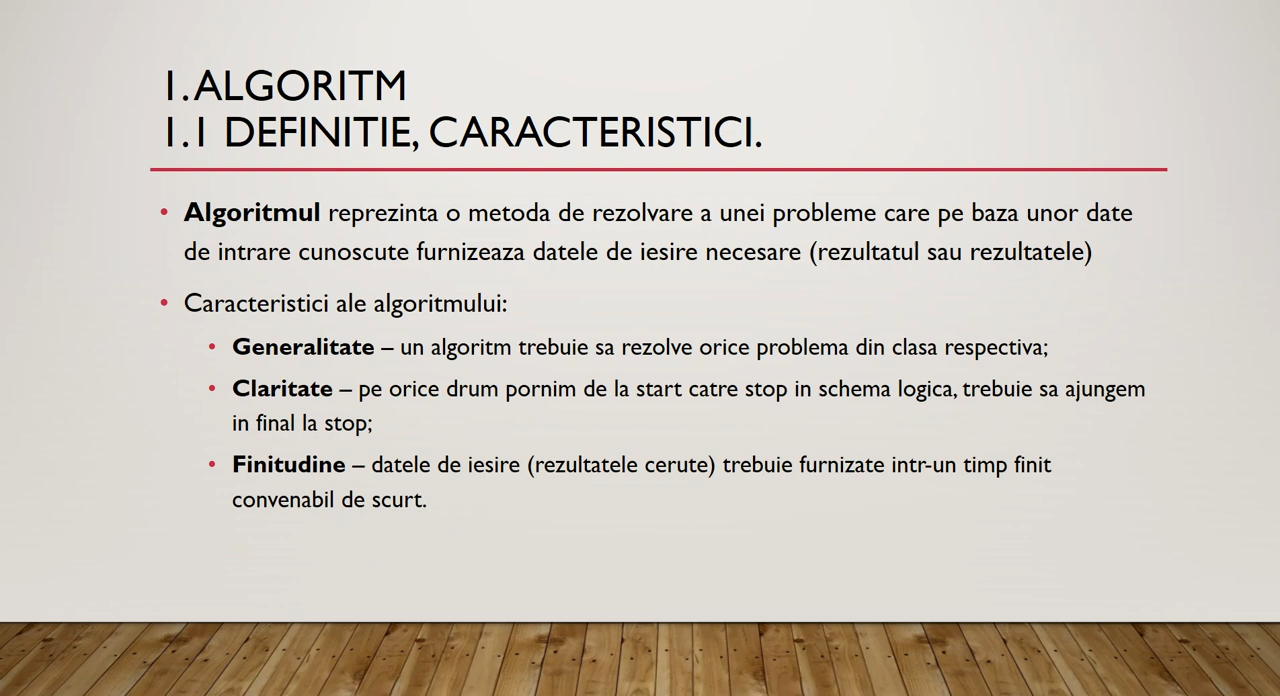 1. ALGORITM
1.1 DEFINITIE, CARACTERISTICI.
• Algoritmul reprezinta o metoda de rezolvare a unei probleme care pe baza unor date
de intrare cunoscute furnizeaza datele de iesire necesare (rezultatul sau rezultatele)
• Caracteristici ale algoritmului:
• Generalitate – un algoritm trebuie sa rezolve orice problema din clasa respectiva;
• Claritate – pe orice drum pornim de la start catre stop in schema logica, trebuie sa ajungem
in final la stop;
• Finitudine – datele de iesire (rezultatele cerute) trebuie furnizate intr-un timp finit
convenabil de scurt.